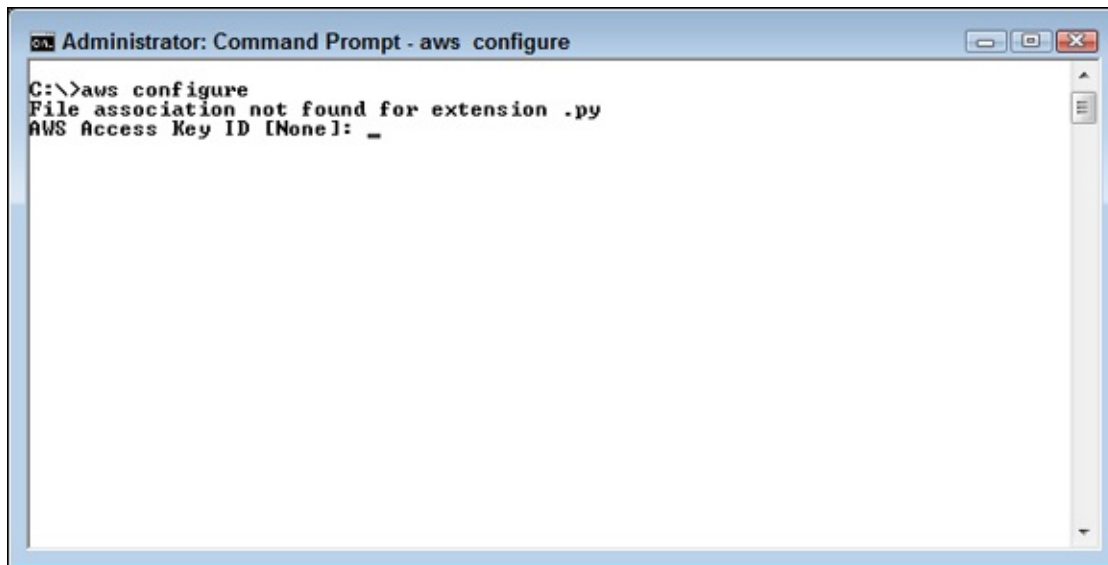 Administrator: Command Prompt - aws  configure
C:\>aws configure
File association not found for extension .py
AWS Access Key ID [None]: _